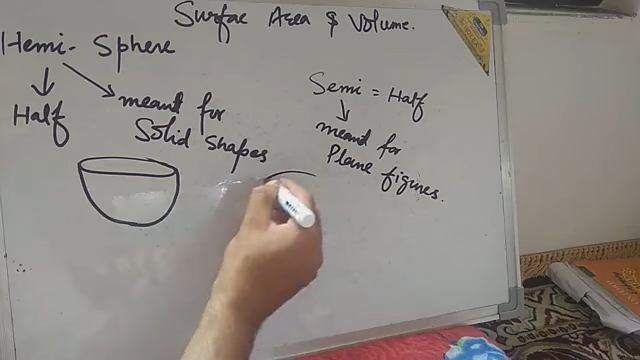 Surface Area & Volume.
Hemi- Sphere
Half
meant for
Solid shapes
Semi = Half
meant for
Plane figures.